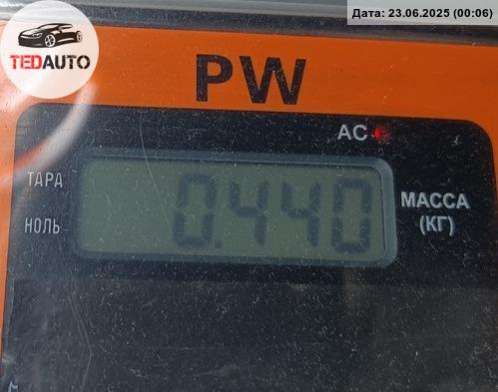 Дата: 23.06.2025 (00:06)
TEDAUTO
PW
AC
ТАРА
НОЛЬ
0.440
МАССА
(КГ)